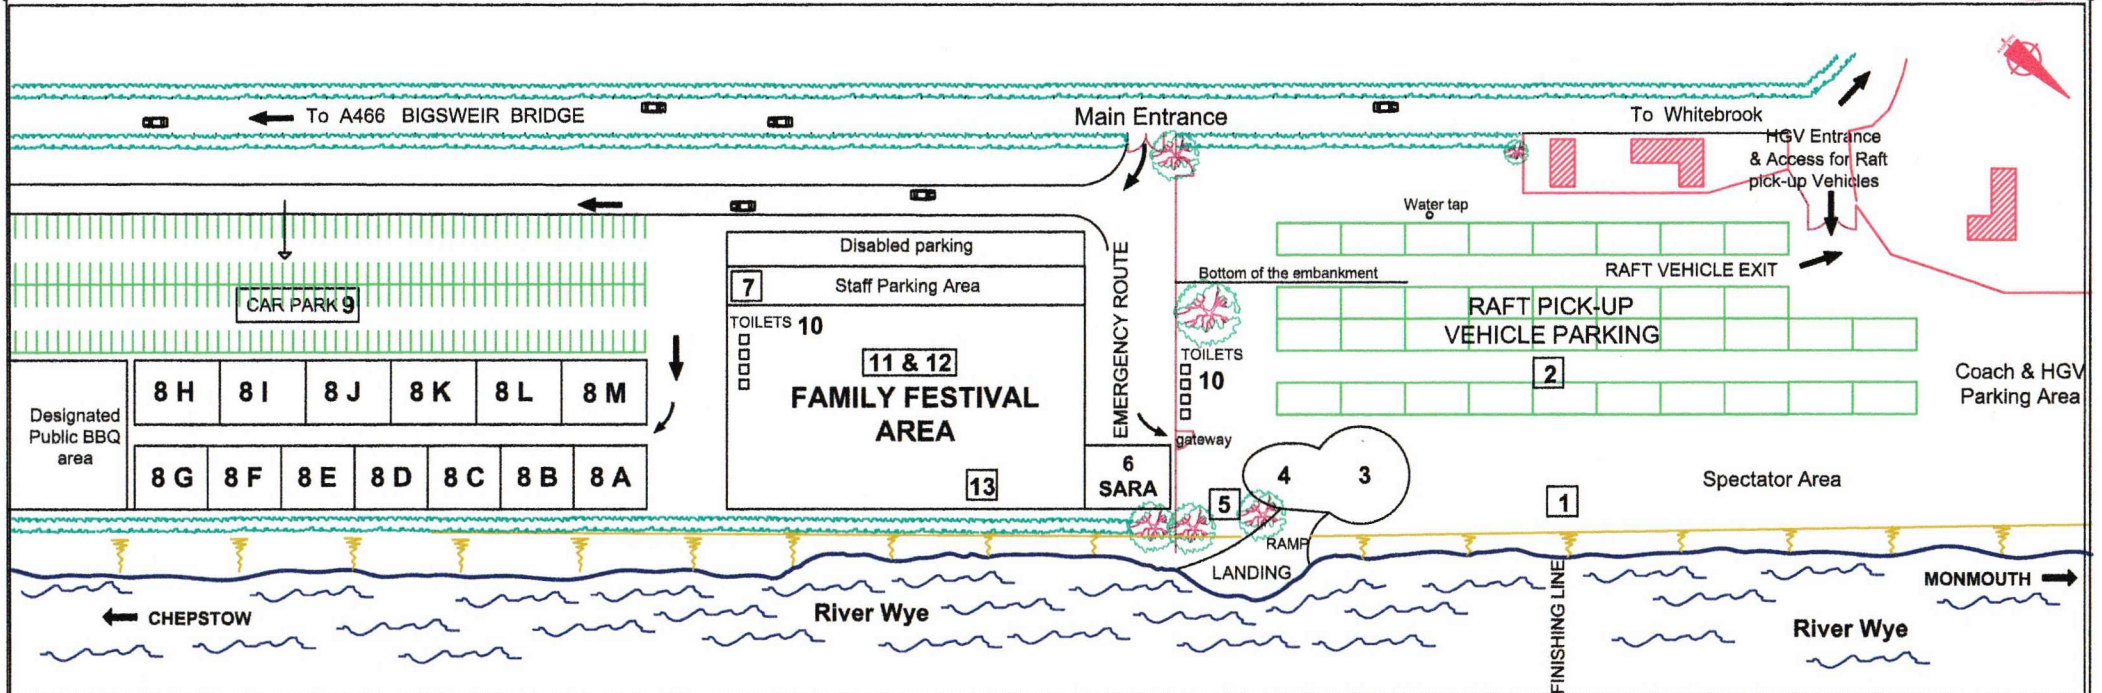 To A466 BIGSWEIR BRIDGE
Main Entrance
To Whitebrook
HGV Entrance
& Access for Raft
pick-up Vehicles
Water tap
Disabled parking
Bottom of the embankment
RAFT VEHICLE EXIT
7
Staff Parking Area
CAR PARK 9
EMERGENCY ROUTE
RAFT PICK-UP
VEHICLE PARKING
TOILETS 10
11 & 12
FAMILY FESTIVAL
AREA
TOILETS
10
2
Coach & HGV
Parking Area
8 H
8 I
8 J
8 K
8 L
8 M
Designated
Public BBQ
area
gateway
8 G
8 F
8 E
8 D
8 C
8 B
8 A
13
6
SARA
5
4
3
1
Spectator Area
RAMP
LANDING
FINISHING LINE
MONMOUTH
CHEPSTOW
River Wye
River Wye